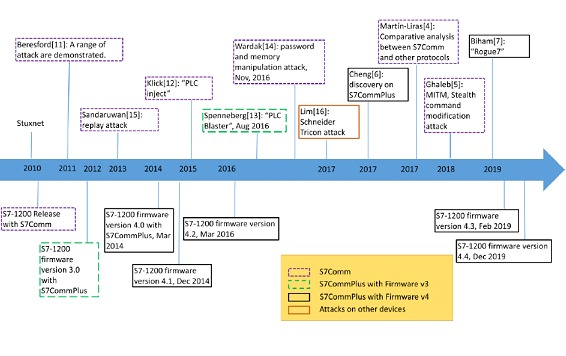 Martin-Liras[4]:
Comparative analysis
between S7Comm
and other protocols
Beresford[11]: A range of
attack are demonstrated.
Wardak[14]: password
and memory
manipulation attack,
Nov, 2016
Biham[7]:
"Rogue7"
Klick[12]: "PLC
inject"
Cheng[6]:
discovery on
S7CommPlus
Ghaleb[5]:
MITM, Stealth
command
modification
attack
Stuxnet
Sandaruwan[15]:
replay attack
Spenneberg[13]: "PLC
Blaster", Aug 2016
Lim[16]:
Schneider
Tricon attack
2010 2011 2012 2013 2014 2015 2016 2017 2017 2017 2018 2019
S7-1200 Release
with S7Comm
S7-1200
firmware
version 3.0
with
S7CommPlus
S7-1200 firmware
version 4.0 with
S7CommPlus, Mar
2014
S7-1200 firmware
version 4.1, Dec 2014
S7-1200 firmware version
4.2, Mar 2016
S7-1200 firmware version
4.3, Feb 2019
S7-1200 firmware version
4.4, Dec 2019
S7Comm
S7CommPlus with Firmware v3
S7CommPlus with Firmware v4
Attacks on other devices